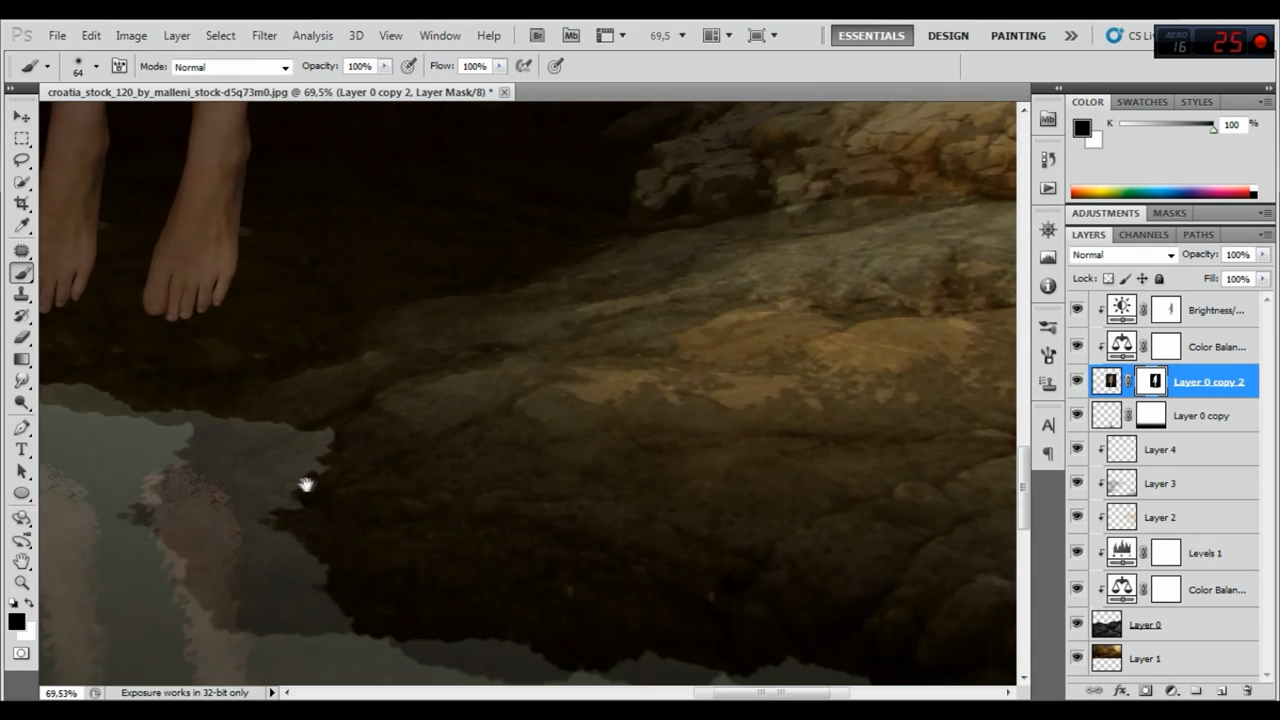 Ps File Edit Image Layer Select Filter Analysis 3D View Window Help Br Mb 69,5 ESSENTIALS DESIGN PAINTING CS Li AERO 16 25
64 Mode: Normal Opacity: 100% Flow: 100%
croatia_stock_120_by_malleni_stock-d5q73m0.jpg @ 69,5% (Layer 0 copy 2, Layer Mask/8) *
COLOR SWATCHES STYLES
Mb
K 100 %
ADJUSTMENTS MASKS
LAYERS CHANNELS PATHS
Normal Opacity: 100%
Lock: Fill: 100%
Brightness/...
Color Balan...
Layer 0 copy 2
Layer 0 copy
Layer 4
Layer 3
Layer 2
Levels 1
Color Balan...
Layer 0
Layer 1
69,53% Exposure works in 32-bit only